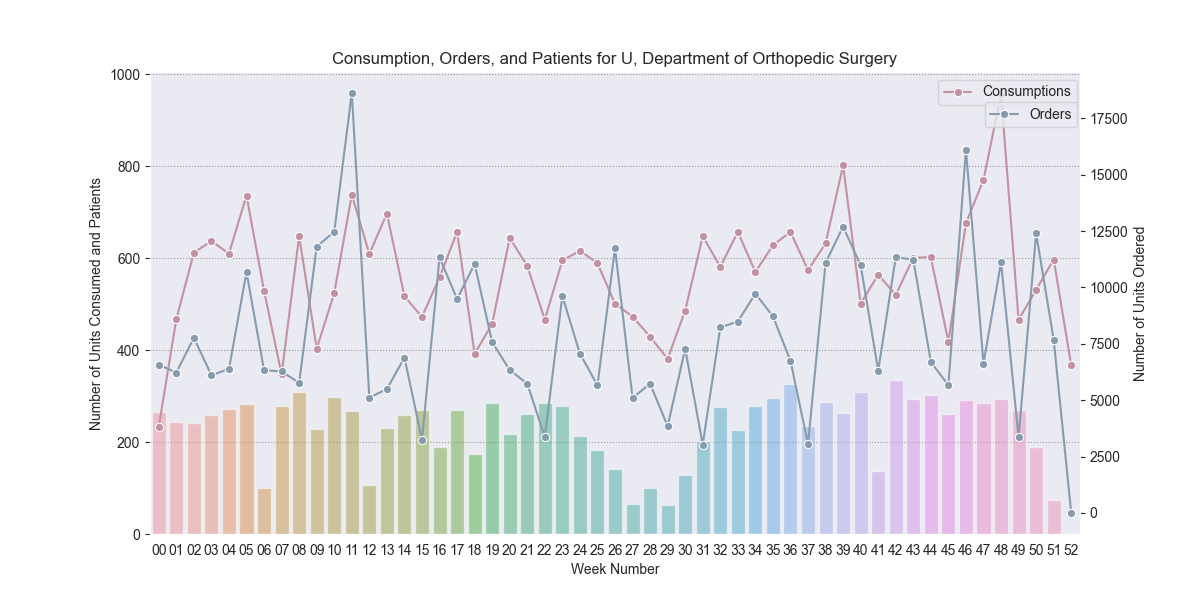 Consumption, Orders, and Patients for U, Department of Orthopedic Surgery
Consumptions
Orders
Number of Units Consumed and Patients
1000
800
600
400
200
0
Number of Units Ordered
17500
15000
12500
10000
7500
5000
2500
0
00 01 02 03 04 05 06 07 08 09 10 11 12 13 14 15 16 17 18 19 20 21 22 23 24 25 26 27 28 29 30 31 32 33 34 35 36 37 38 39 40 41 42 43 44 45 46 47 48 49 50 51 52
Week Number